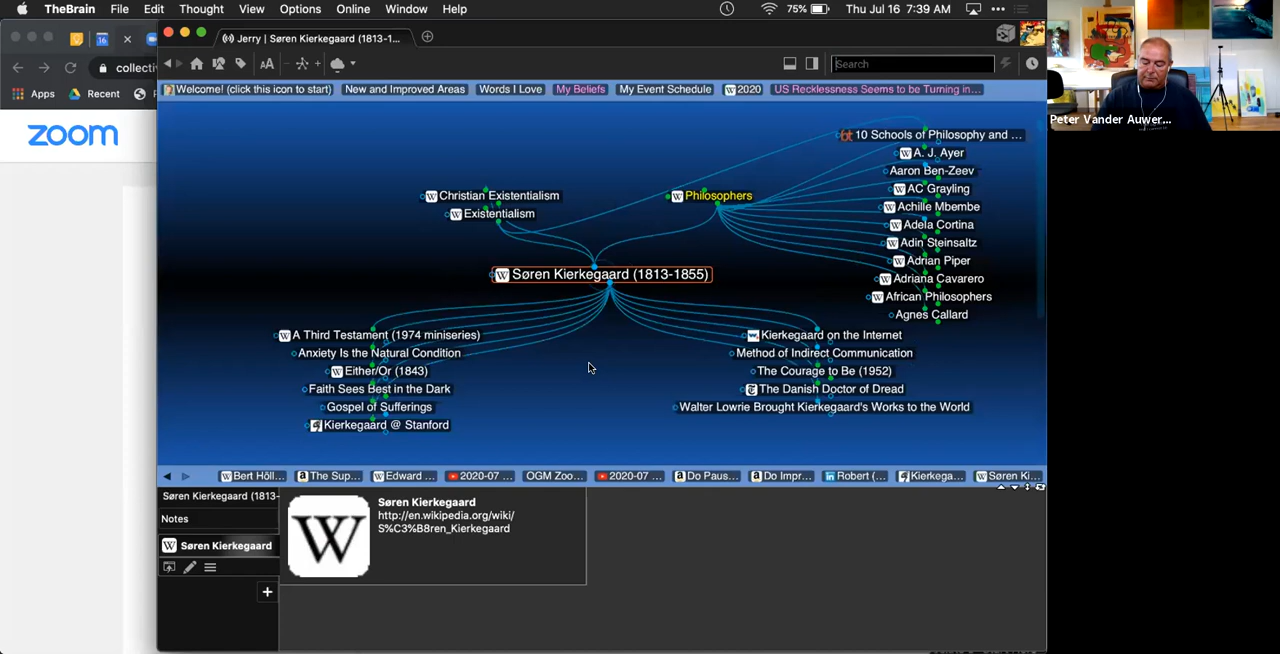 TheBrain File Edit Thought View Options Online Window Help
75% Thu Jul 16 7:39 AM
16
collecti
Apps Recent
zoom
Jerry | Søren Kierkegaard (1813-1...
AA
Search
Welcome! (click this icon to start) New and Improved Areas Words I Love My Beliefs My Event Schedule 2020 US Recklessness Seems to be Turning in...
10 Schools of Philosophy and ...
A. J. Ayer
Aaron Ben-Zeev
AC Grayling
Achille Mbembe
Adela Cortina
Adin Steinsaltz
Adrian Piper
Adriana Cavarero
African Philosophers
Agnes Callard
Christian Existentialism
Existentialism
Philosophers
Søren Kierkegaard (1813-1855)
A Third Testament (1974 miniseries)
Anxiety Is the Natural Condition
Either/Or (1843)
Faith Sees Best in the Dark
Gospel of Sufferings
Kierkegaard @ Stanford
Kierkegaard on the Internet
Method of Indirect Communication
The Courage to Be (1952)
The Danish Doctor of Dread
Walter Lowrie Brought Kierkegaard's Works to the World
Bert Höll... The Sup... Edward ... 2020-07 ... OGM Zoo... 2020-07 ... Do Paus... Do Impr... Robert (... Kierkega... Søren Ki...
Søren Kierkegaard (1813-
Notes
Søren Kierkegaard
W
Søren Kierkegaard
http://en.wikipedia.org/wiki/
S%C3%B8ren_Kierkegaard
Peter Vander Auwer...